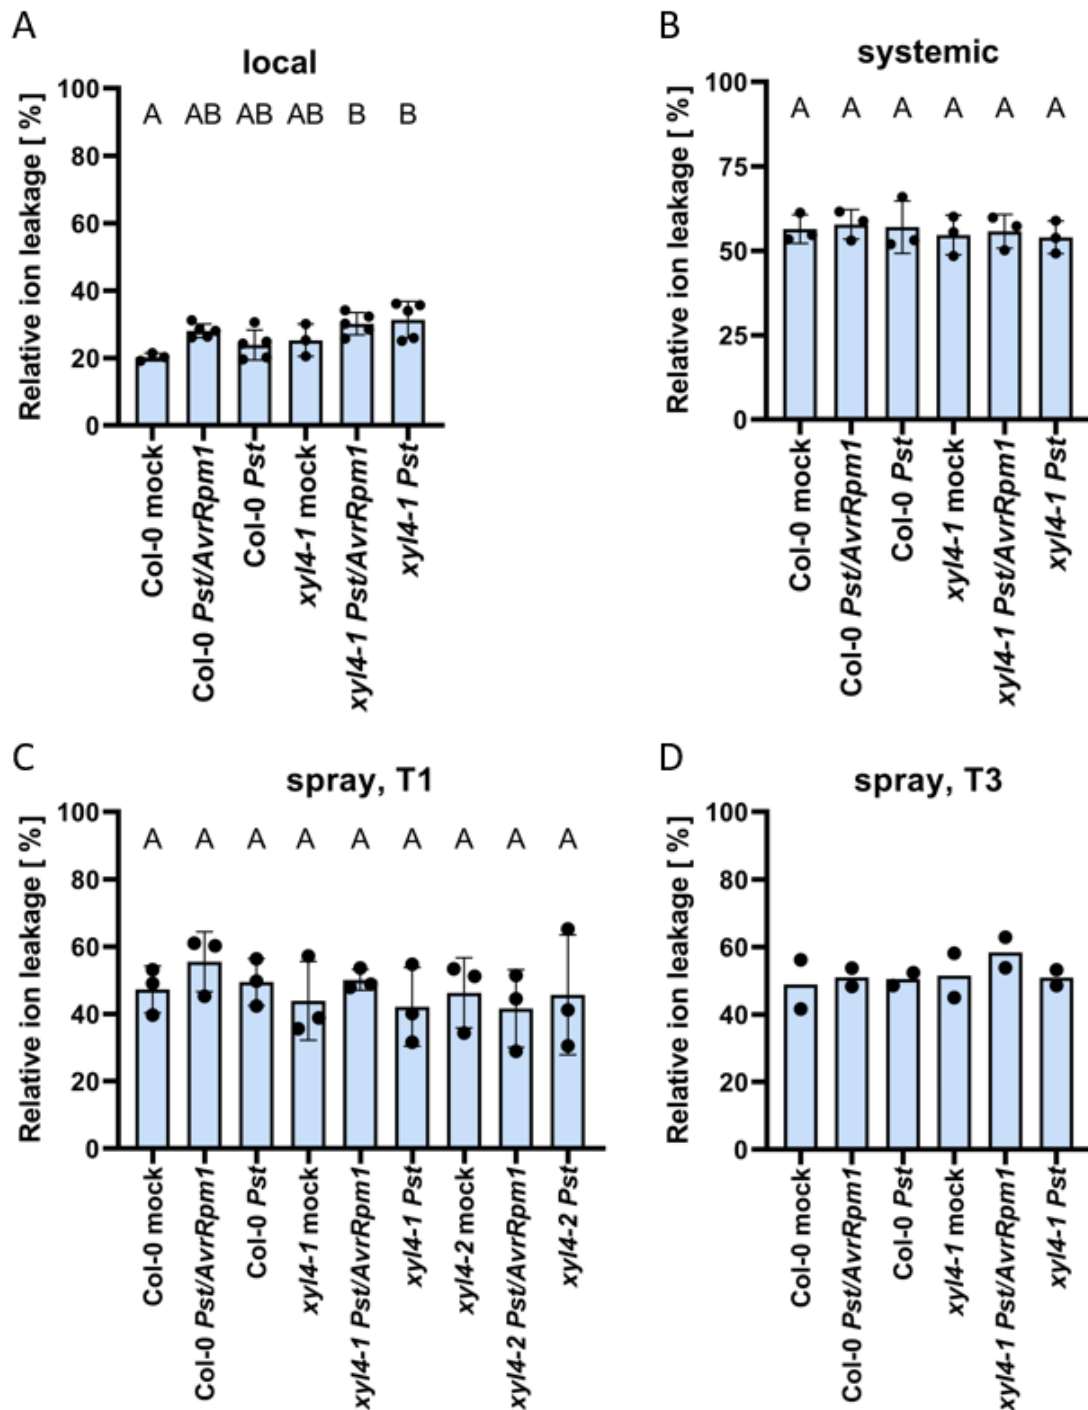 A
local
Relative ion leakage [ %]
100
80
60
40
20
0
A AB AB AB B B
Col-0 mock
Col-0 Pst/AvrRpm1
Col-0 Pst
xyl4-1 mock
xyl4-1 Pst/AvrRpm1
xyl4-1 Pst
B
systemic
Relative ion leakage [ %]
100
75
50
25
0
A A A A A A
Col-0 mock
Col-0 Pst/AvrRpm1
Col-0 Pst
xyl4-1 mock
xyl4-1 Pst/AvrRpm1
xyl4-1 Pst
C
spray, T1
Relative ion leakage [ %]
100
80
60
40
20
0
A A A A A A A A A
Col-0 mock
Col-0 Pst/AvrRpm1
Col-0 Pst
xyl4-1 mock
xyl4-1 Pst/AvrRpm1
xyl4-1 Pst
xyl4-2 mock
xyl4-2 Pst/AvrRpm1
xyl4-2 Pst
D
spray, T3
Relative ion leakage [ %]
100
80
60
40
20
0
Col-0 mock
Col-0 Pst/AvrRpm1
Col-0 Pst
xyl4-1 mock
xyl4-1 Pst/AvrRpm1
xyl4-1 Pst